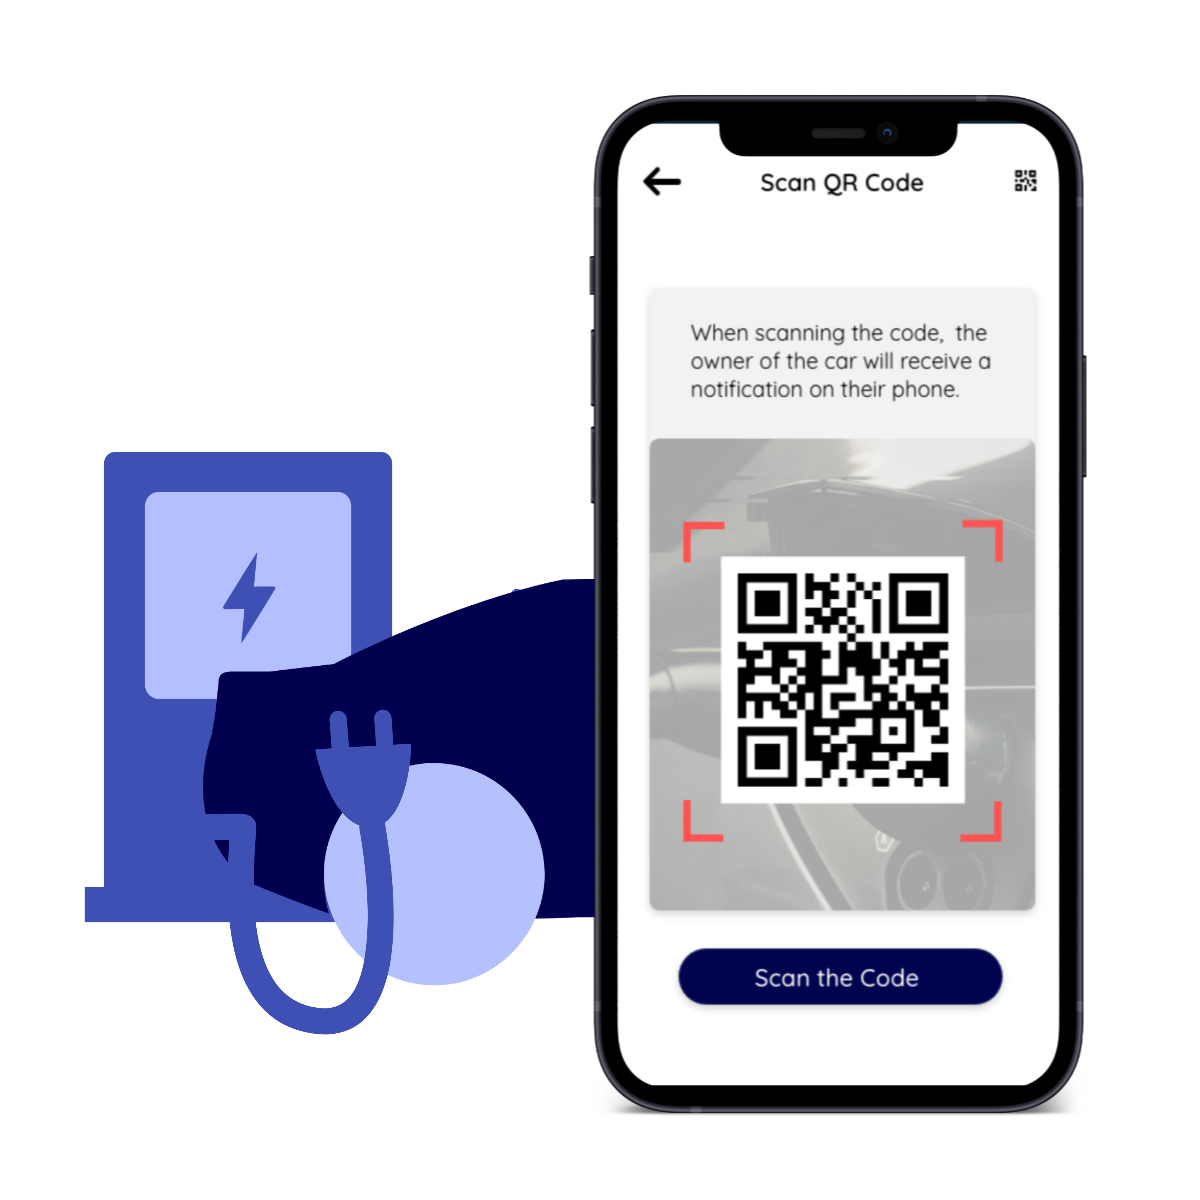 Scan QR Code
When scanning the code,  the
owner of the car will receive a
notification on their phone.
Scan the Code